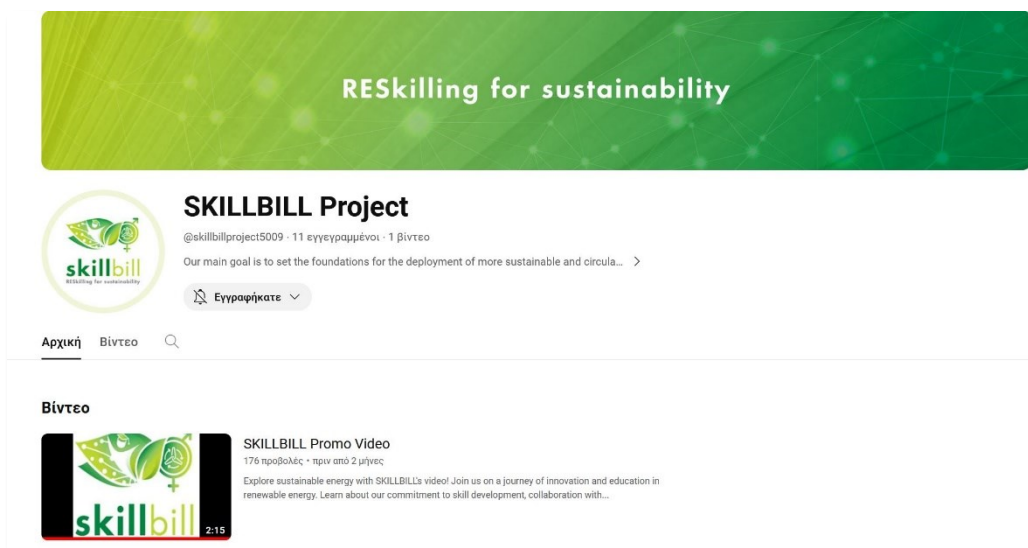 RESkilling for sustainability
skillbill
RESkilling for sustainability
SKILLBILL Project
@skillbillproject5009 · 11 εγγεγραμμένοι · 1 βίντεο
Our main goal is to set the foundations for the deployment of more sustainable and circula...
Εγγραφήκατε
Αρχική Βίντεο
Βίντεο
skillbill
2:15
SKILLBILL Promo Video
176 προβολές • πριν από 2 μήνες
Explore sustainable energy with SKILLBILL's video! Join us on a journey of innovation and education in
renewable energy. Learn about our commitment to skill development, collaboration with...